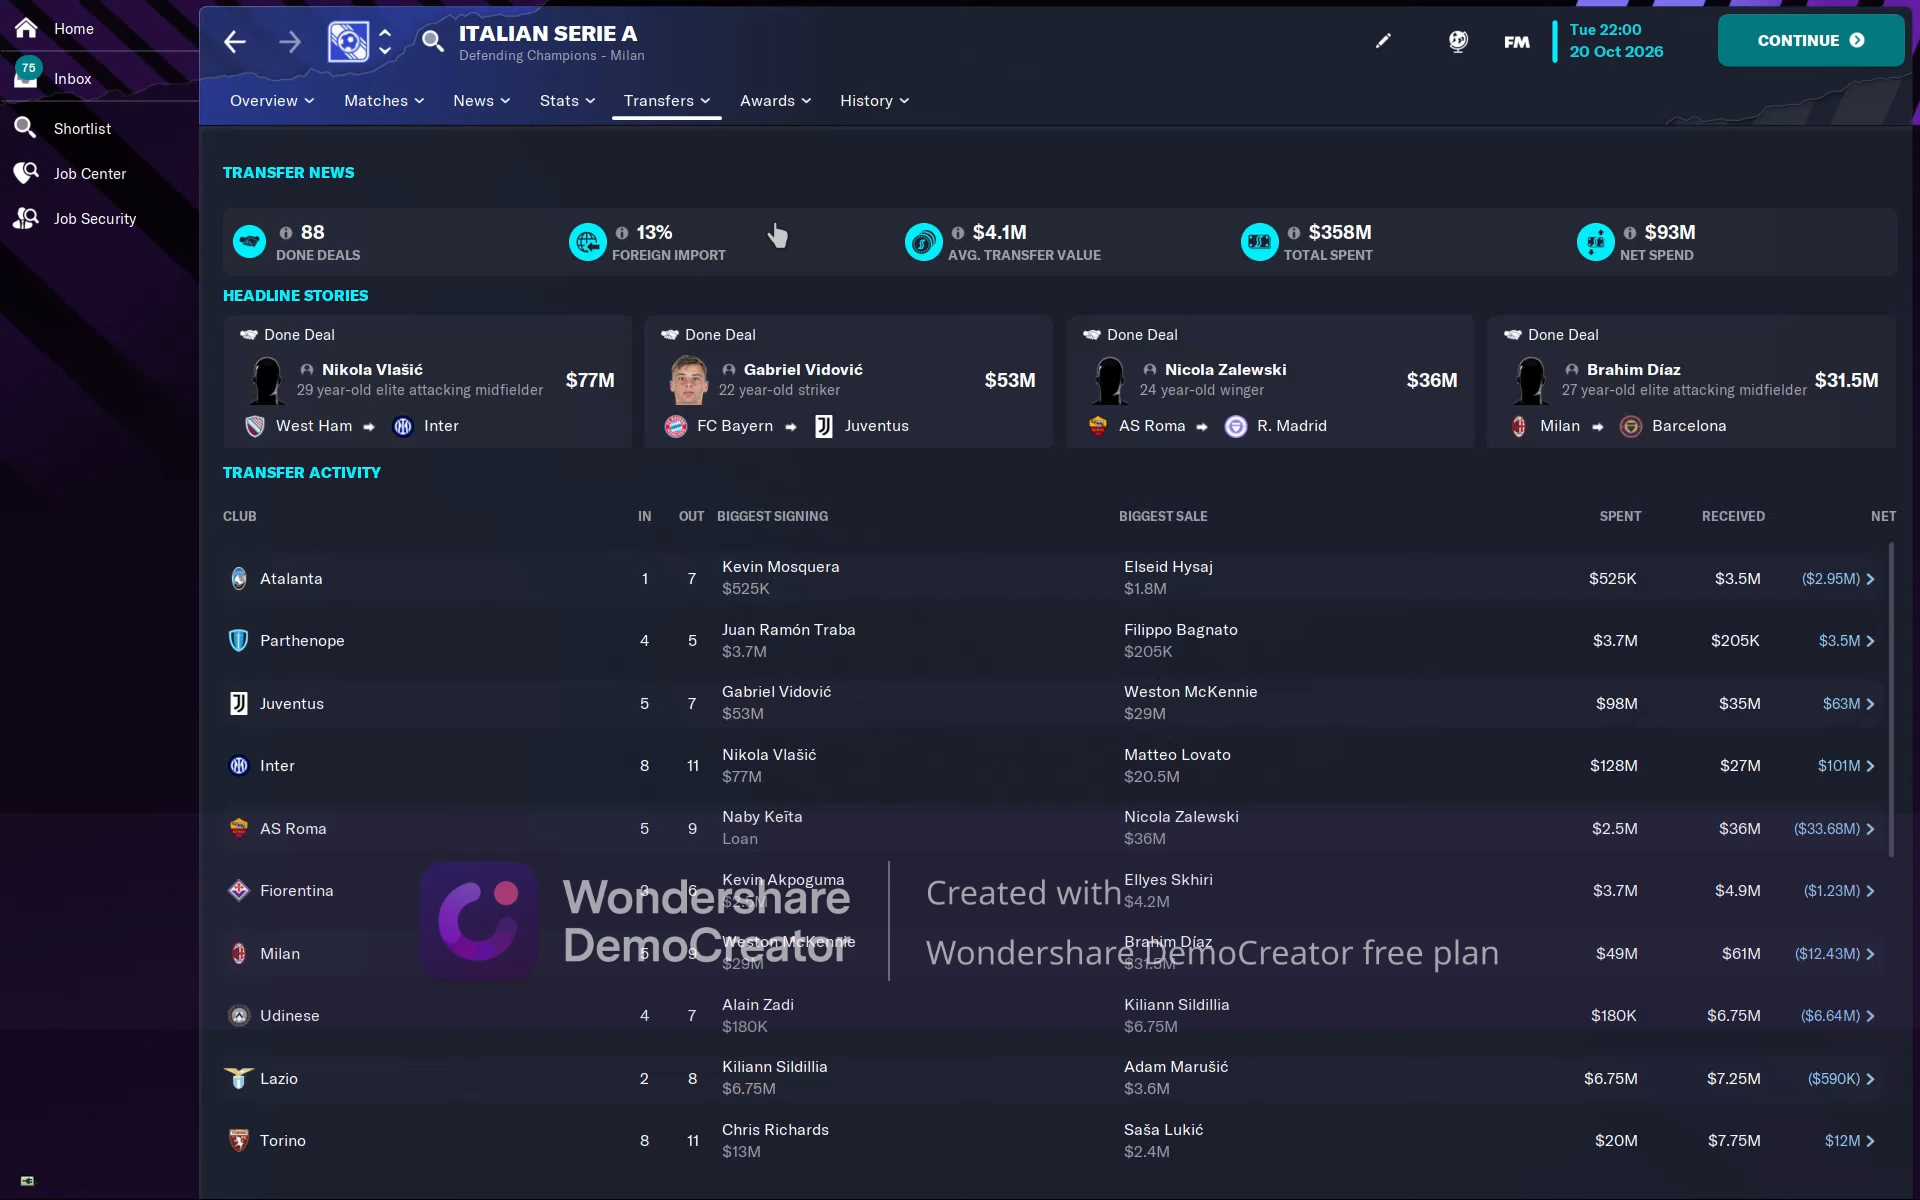 Home
75
Inbox
Shortlist
Job Center
Job Security
ITALIAN SERIE A
Defending Champions - Milan
FM
Tue 22:00
20 Oct 2026
CONTINUE
Overview
Matches
News
Stats
Transfers
Awards
History
TRANSFER NEWS
88
DONE DEALS
13%
FOREIGN IMPORT
$4.1M
AVG. TRANSFER VALUE
$358M
TOTAL SPENT
$93M
NET SPEND
HEADLINE STORIES
Done Deal
Nikola Vlašić
29 year-old elite attacking midfielder
$77M
West Ham
Inter
Done Deal
Gabriel Vidović
22 year-old striker
$53M
FC Bayern
Juventus
Done Deal
Nicola Zalewski
24 year-old winger
$36M
AS Roma
R. Madrid
Done Deal
Brahim Díaz
27 year-old elite attacking midfielder
$31.5M
Milan
Barcelona
TRANSFER ACTIVITY
CLUB IN OUT BIGGEST SIGNING BIGGEST SALE SPENT RECEIVED NET
Atalanta 1 7 Kevin Mosquera Elseid Hysaj $525K $3.5M ($2.95M)
$525K $1.8M
Parthenope 4 5 Juan Ramón Traba Filippo Bagnato $3.7M $205K $3.5M
$3.7M $205K
Juventus 5 7 Gabriel Vidović Weston McKennie $98M $35M $63M
$53M $29M
Inter 8 11 Nikola Vlašić Matteo Lovato $128M $27M $101M
$77M $20.5M
AS Roma 5 9 Naby Keïta Nicola Zalewski $2.5M $36M ($33.68M)
Loan $36M
Fiorentina 3 6 Kevin Akpoguma Ellyes Skhiri $3.7M $4.9M ($1.23M)
$2.5M $4.2M
Milan 5 9 Weston McKennie Brahim Díaz $49M $61M ($12.43M)
$29M $31.5M
Udinese 4 7 Alain Zadi Kiliann Sildillia $180K $6.75M ($6.64M)
$180K $6.75M
Lazio 2 8 Kiliann Sildillia Adam Marušić $6.75M $7.25M ($590K)
$6.75M $3.6M
Torino 8 11 Chris Richards Saša Lukić $20M $7.75M $12M
$13M $2.4M
Wondershare
DemoCreator
Created with
Wondershare DemoCreator free plan